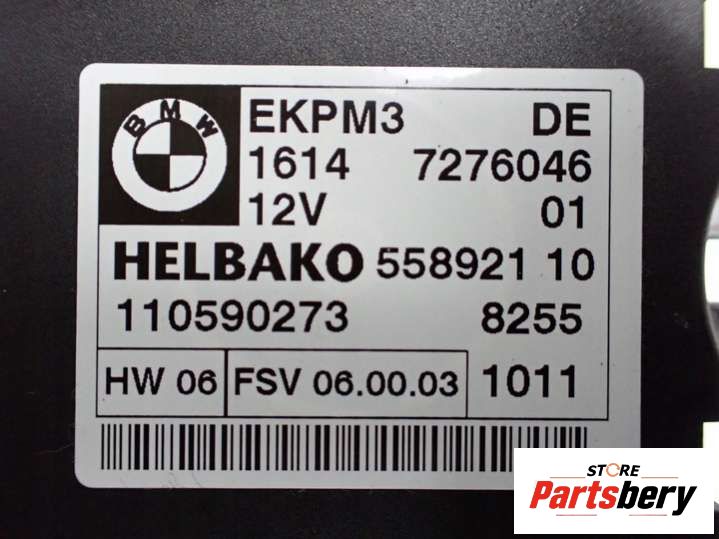 BMW
EKPM3 DE
1614 7276046
12V 01
HELBAKO 558921 10
110590273 8255
HW 06 FSV 06.00.03 1011
STORE
Partsbery